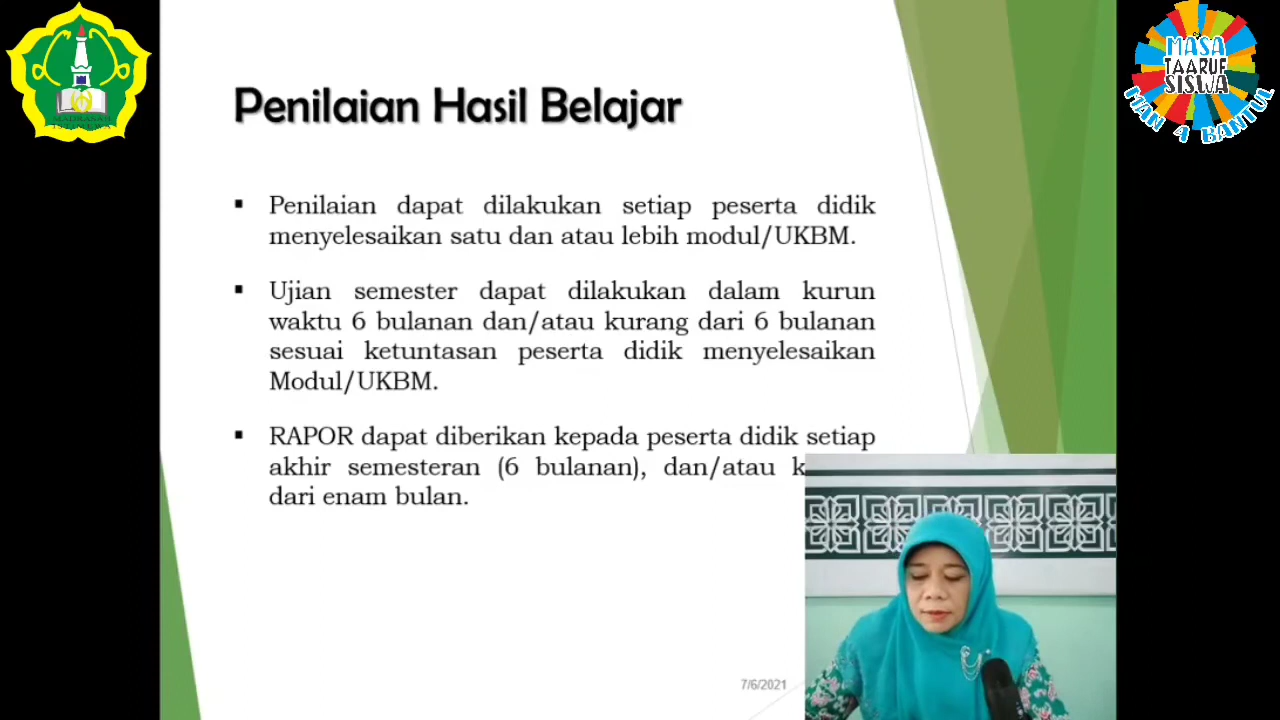 Penilaian Hasil Belajar
▪ Penilaian dapat dilakukan setiap peserta didik
menyelesaikan satu dan atau lebih modul/UKBM.
▪ Ujian semester dapat dilakukan dalam kurun
waktu 6 bulanan dan/atau kurang dari 6 bulanan
sesuai ketuntasan peserta didik menyelesaikan
Modul/UKBM.
▪ RAPOR dapat diberikan kepada peserta didik setiap
akhir semesteran (6 bulanan), dan/atau k
dari enam bulan.
7/6/2021
MASA
TAARUF
SISWA
MAN 4 BANTUL
MADRASAH